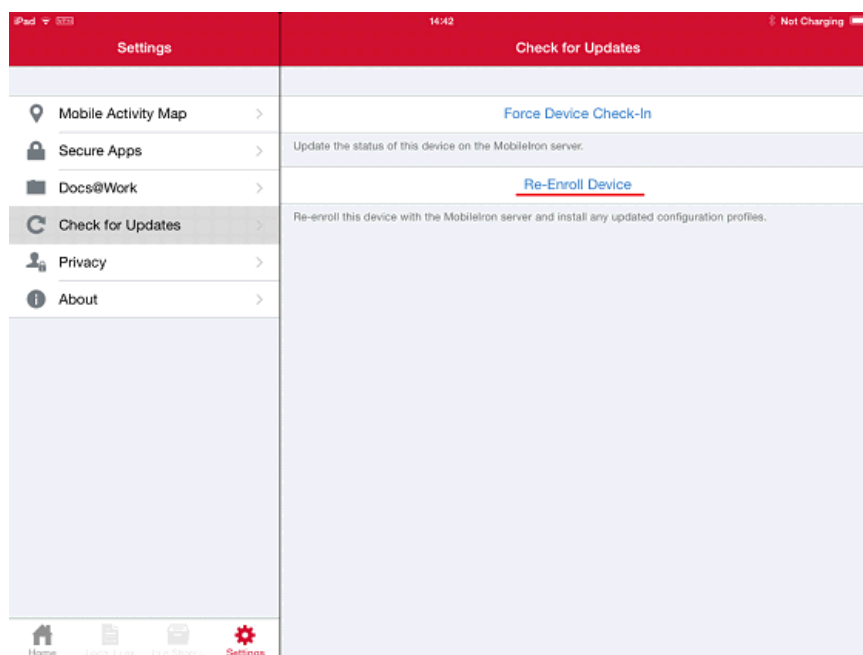 iPad
14:42
Not Charging
Settings
Check for Updates
Mobile Activity Map
Secure Apps
Docs@Work
Check for Updates
Privacy
About
Force Device Check-In
Update the status of this device on the MobileIron server.
Re-Enroll Device
Re-enroll this device with the MobileIron server and install any updated configuration profiles.
Home
Settings